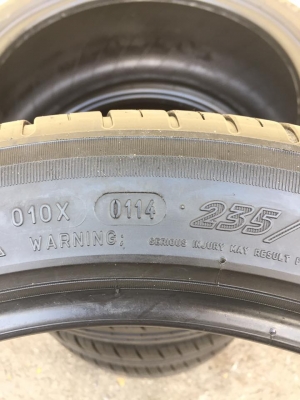 010X 0114 235/
WARNING: SERIOUS INJURY MAY RESULT